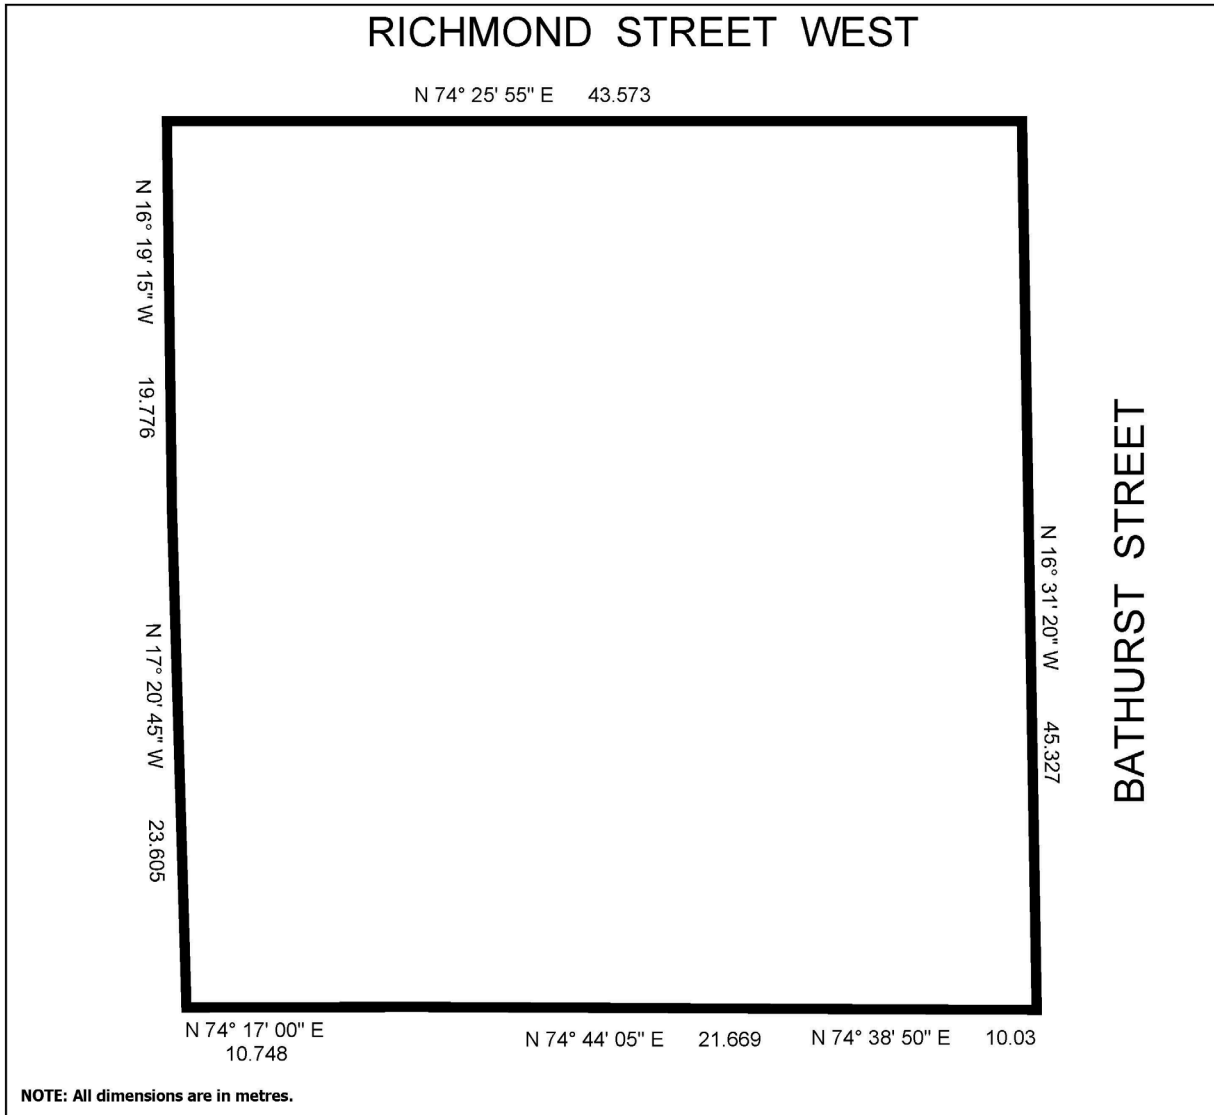 RICHMOND STREET WEST
N 74° 25' 55" E 43.573
N 16° 19' 15" W 19.776
N 17° 20' 45" W 23.605
N 16° 31' 20" W 45.327
BATHURST STREET
N 74° 17' 00" E
10.748
N 74° 44' 05" E 21.669
N 74° 38' 50" E 10.03
NOTE: All dimensions are in metres.